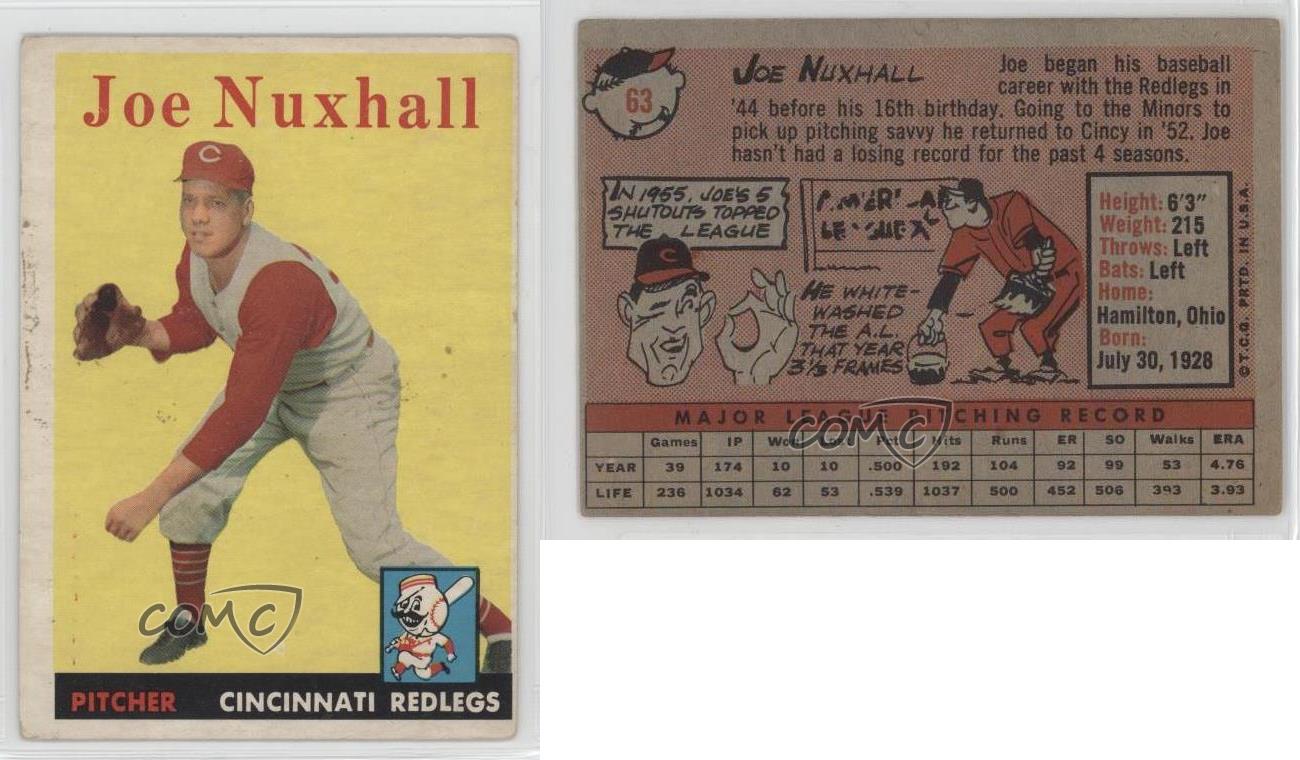 Joe Nuxhall
C
COMC
PITCHER CINCINNATI REDLEGS
63
JOE NUXHALL
Joe began his baseball
career with the Redlegs in
'44 before his 16th birthday. Going to the Minors to
pick up pitching savvy he returned to Cincy in '52. Joe
hasn't had a losing record for the past 4 seasons.
IN 1955, JOE'S 5
SHUTOUTS TOPPED
THE LEAGUE
C
HE WHITE-
WASHED
THE A.L.
THAT YEAR
3⅓ FRAMES
Height: 6'3"
Weight: 215
Throws: Left
Bats: Left
Home:
Hamilton, Ohio
Born:
July 30, 1928
© T.C.G. PRTD. IN U.S.A.
MAJOR LEAGUE PITCHING RECORD
COMC
Games IP Won Lost Pct. Hits Runs ER SO Walks ERA
YEAR 39 174 10 10 .500 192 104 92 99 53 4.76
LIFE 236 1034 62 53 .539 1037 500 452 506 393 3.93